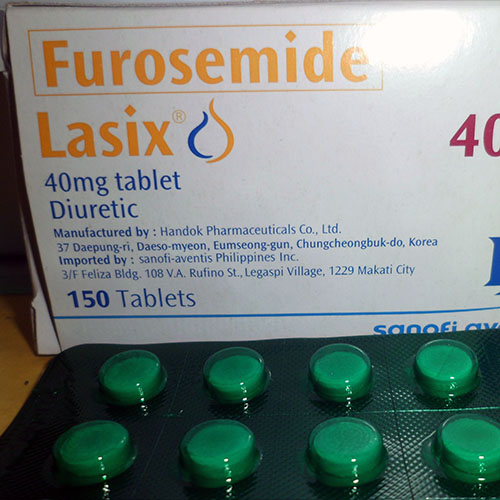 Furosemide
Lasix®
40
40mg tablet
Diuretic
Manufactured by : Handok Pharmaceuticals Co., Ltd.
37 Daepung-ri, Daeso-myeon, Eumseong-gun, Chungcheongbuk-do, Korea
Imported by : sanofi-aventis Philippines Inc.
3/F Feliza Bldg. 108 V.A. Rufino St., Legaspi Village, 1229 Makati City
150 Tablets
sanofi av